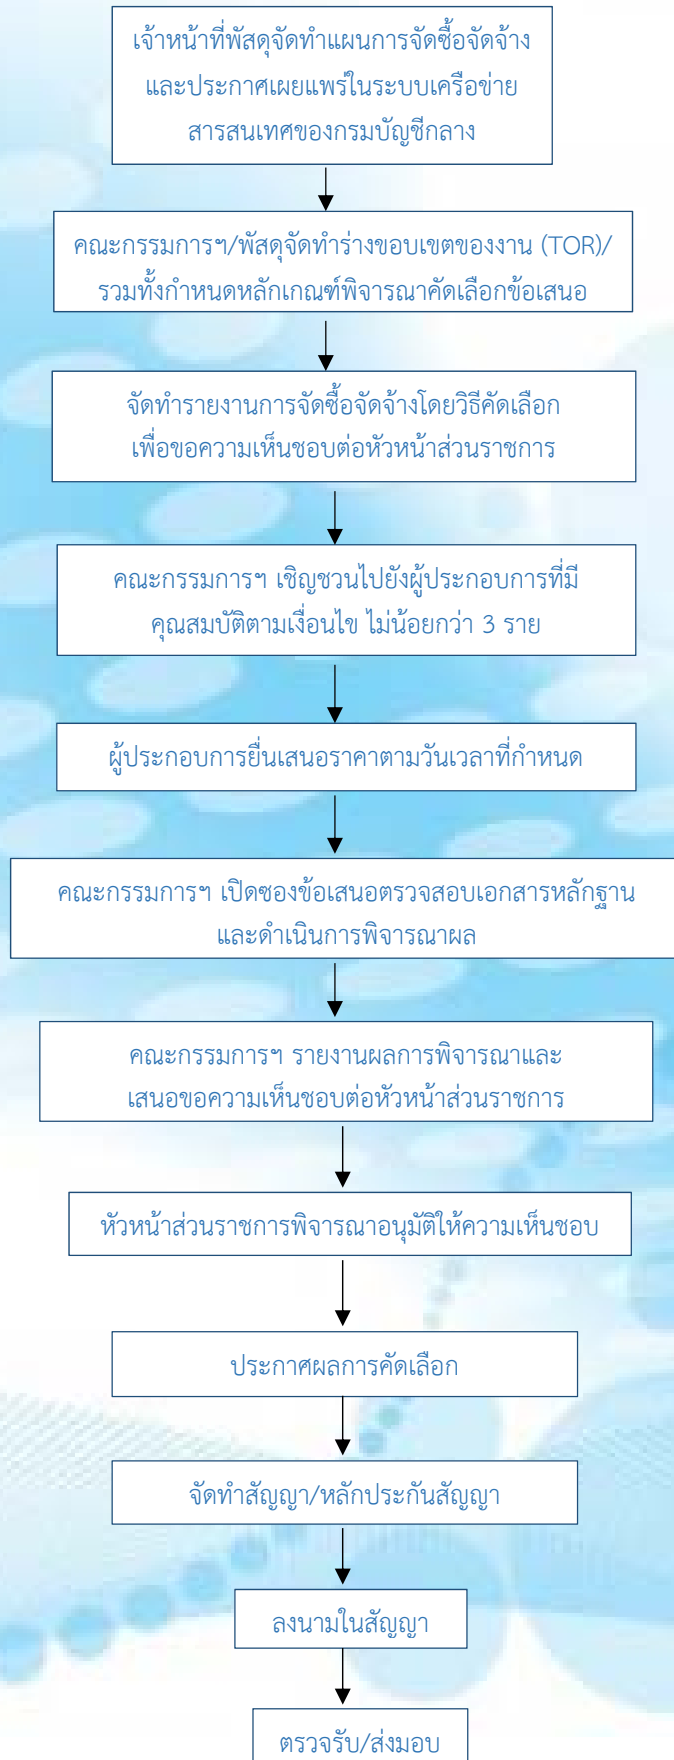 เจ้าหน้าที่พัสดุจัดทำแผนการจัดซื้อจัดจ้าง
และประกาศเผยแพร่ในระบบเครือข่าย
สารสนเทศของกรมบัญชีกลาง
คณะกรรมการฯ/พัสดุจัดทำร่างขอบเขตของงาน (TOR)/
รวมทั้งกำหนดหลักเกณฑ์พิจารณาคัดเลือกข้อเสนอ
จัดทำรายงานการจัดซื้อจัดจ้างโดยวิธีคัดเลือก
เพื่อขอความเห็นชอบต่อหัวหน้าส่วนราชการ
คณะกรรมการฯ เชิญชวนไปยังผู้ประกอบการที่มี
คุณสมบัติตามเงื่อนไข ไม่น้อยกว่า 3 ราย
ผู้ประกอบการยื่นเสนอราคาตามวันเวลาที่กำหนด
คณะกรรมการฯ เปิดซองข้อเสนอตรวจสอบเอกสารหลักฐาน
และดำเนินการพิจารณาผล
คณะกรรมการฯ รายงานผลการพิจารณาและ
เสนอขอความเห็นชอบต่อหัวหน้าส่วนราชการ
หัวหน้าส่วนราชการพิจารณาอนุมัติให้ความเห็นชอบ
ประกาศผลการคัดเลือก
จัดทำสัญญา/หลักประกันสัญญา
ลงนามในสัญญา
ตรวจรับ/ส่งมอบ